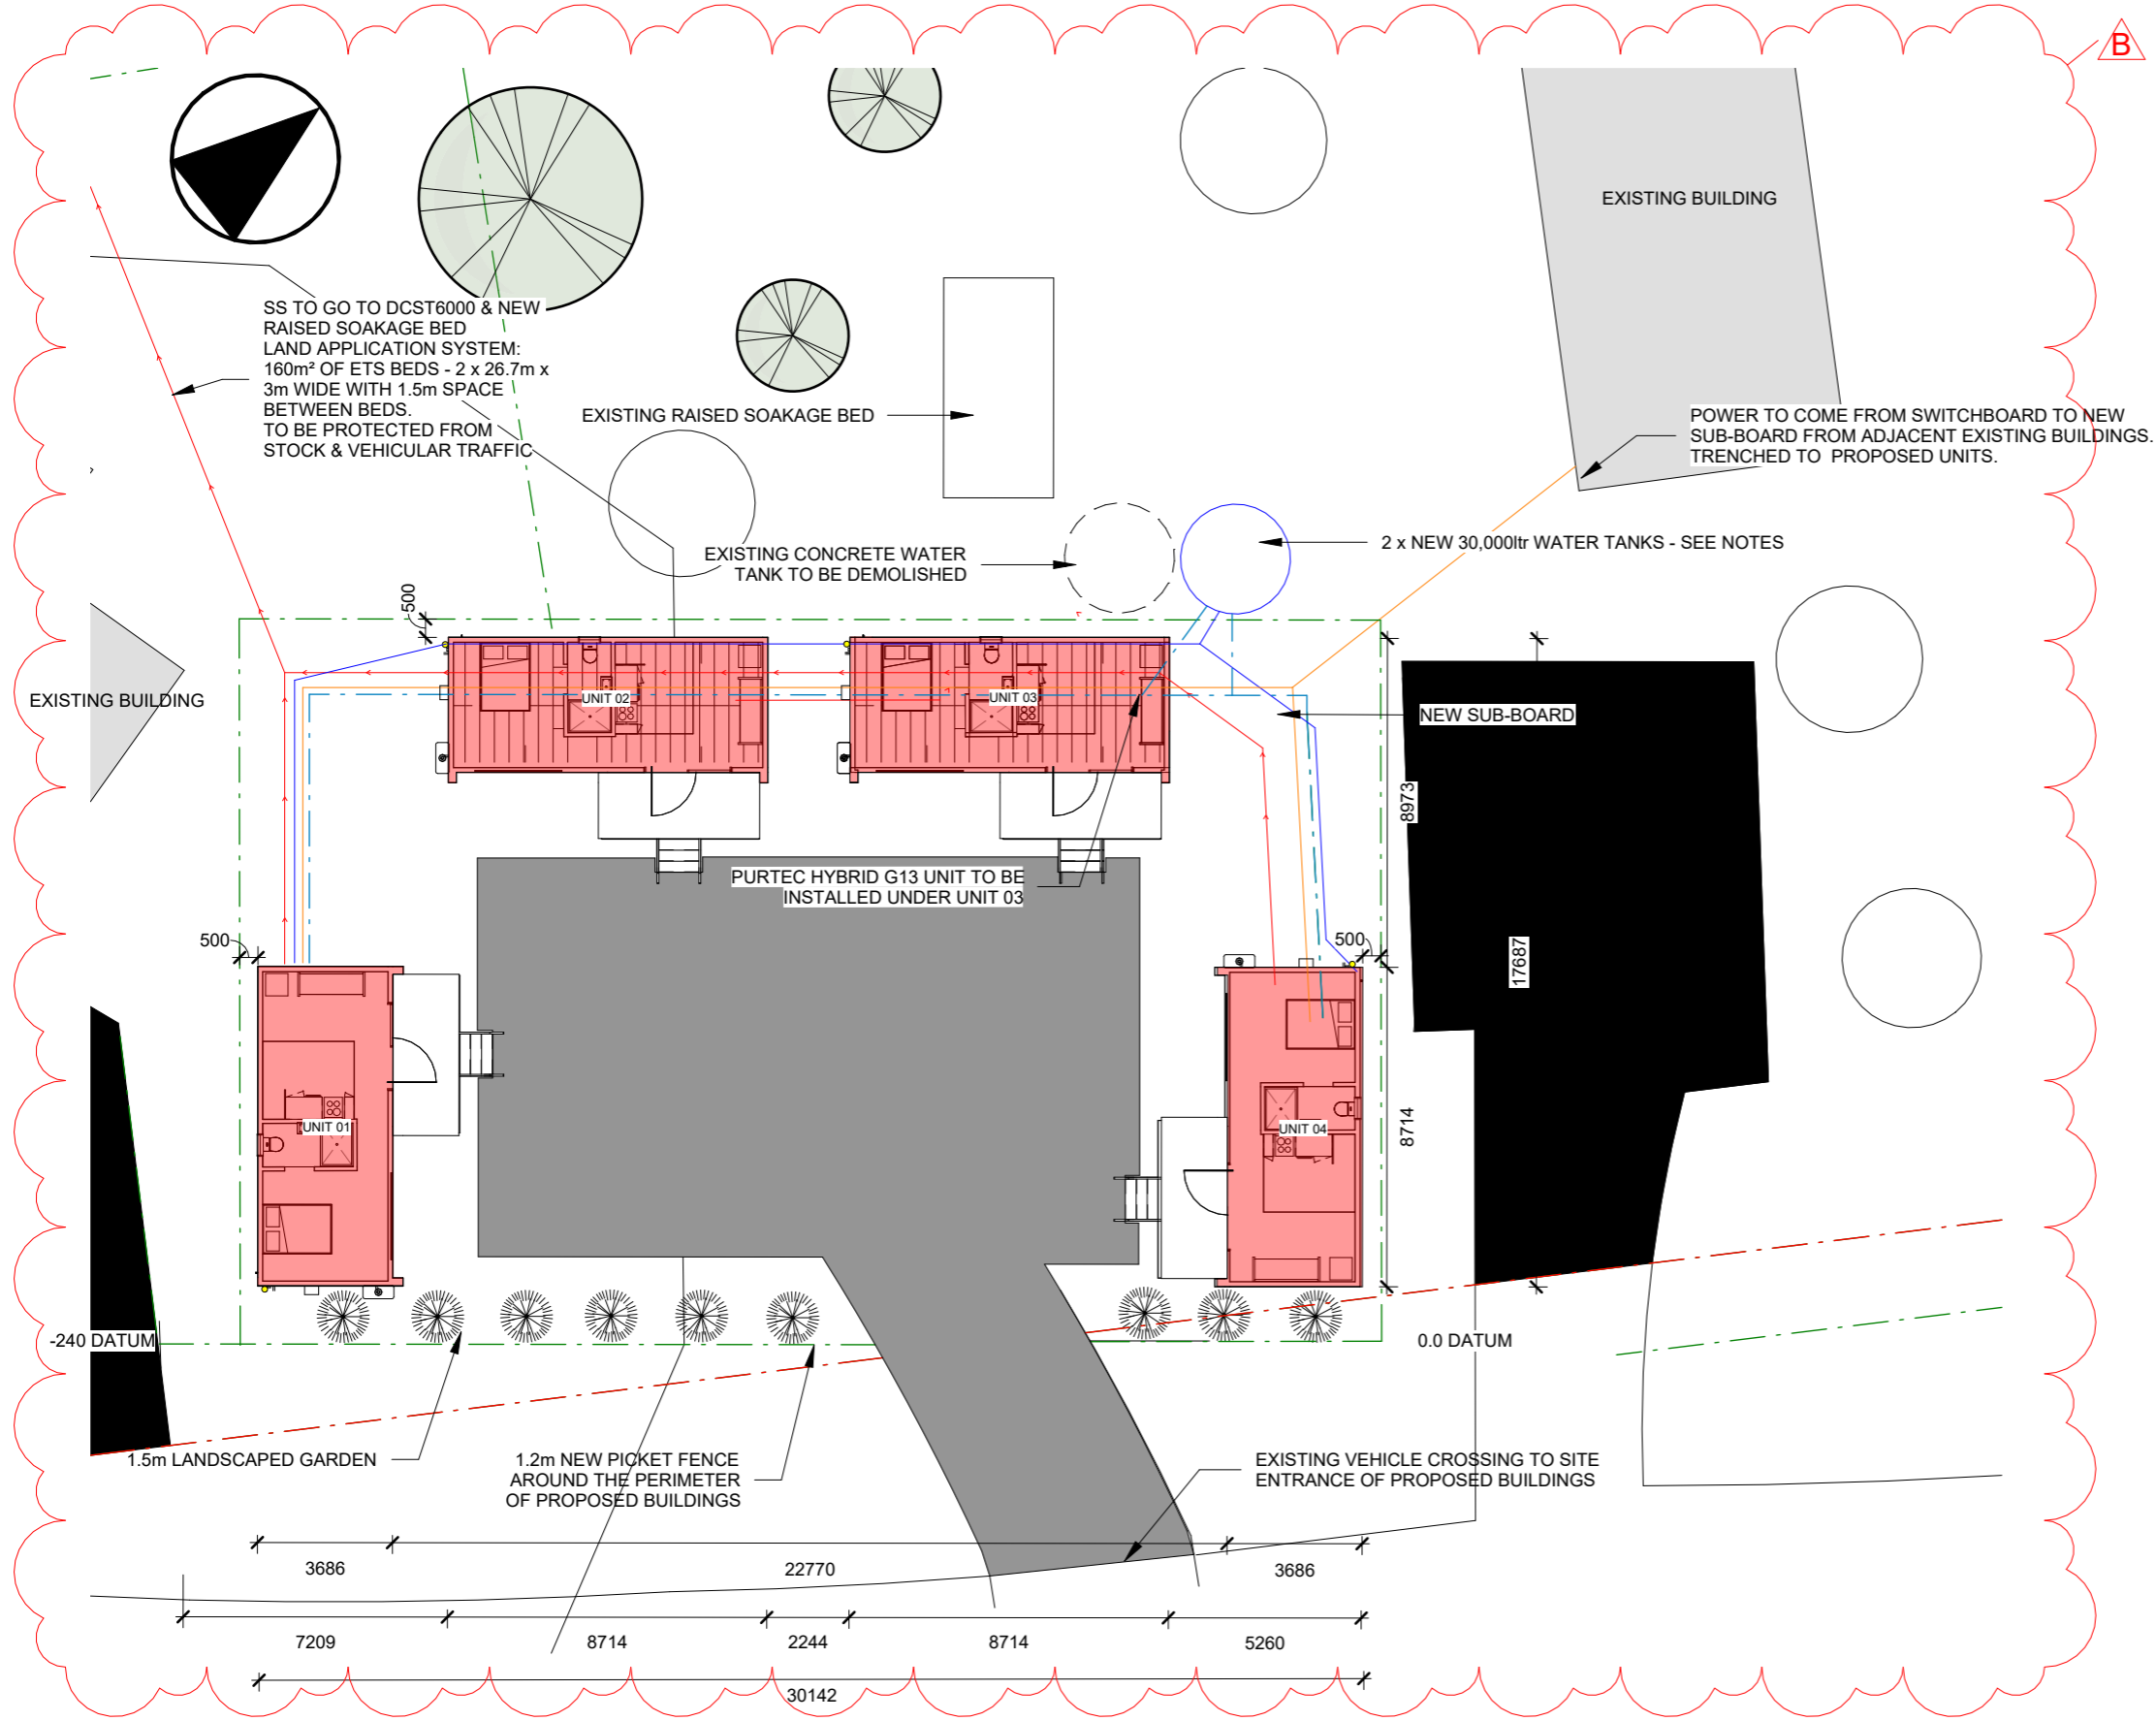 B
EXISTING BUILDING
SS TO GO TO DCST6000 & NEW
RAISED SOAKAGE BED
LAND APPLICATION SYSTEM:
160m² OF ETS BEDS - 2 x 26.7m x
3m WIDE WITH 1.5m SPACE
BETWEEN BEDS.
TO BE PROTECTED FROM
STOCK & VEHICULAR TRAFFIC
EXISTING RAISED SOAKAGE BED
POWER TO COME FROM SWITCHBOARD TO NEW
SUB-BOARD FROM ADJACENT EXISTING BUILDINGS.
TRENCHED TO PROPOSED UNITS.
EXISTING CONCRETE WATER
TANK TO BE DEMOLISHED
2 x NEW 30,000ltr WATER TANKS - SEE NOTES
500
EXISTING BUILDING
UNIT 02
UNIT 03
NEW SUB-BOARD
8973
PURTEC HYBRID G13 UNIT TO BE
INSTALLED UNDER UNIT 03
500
500
17687
UNIT 01
UNIT 04
8714
-240 DATUM
0.0 DATUM
1.5m LANDSCAPED GARDEN
1.2m NEW PICKET FENCE
AROUND THE PERIMETER
OF PROPOSED BUILDINGS
EXISTING VEHICLE CROSSING TO SITE
ENTRANCE OF PROPOSED BUILDINGS
3686
22770
3686
7209
8714
2244
8714
5260
30142